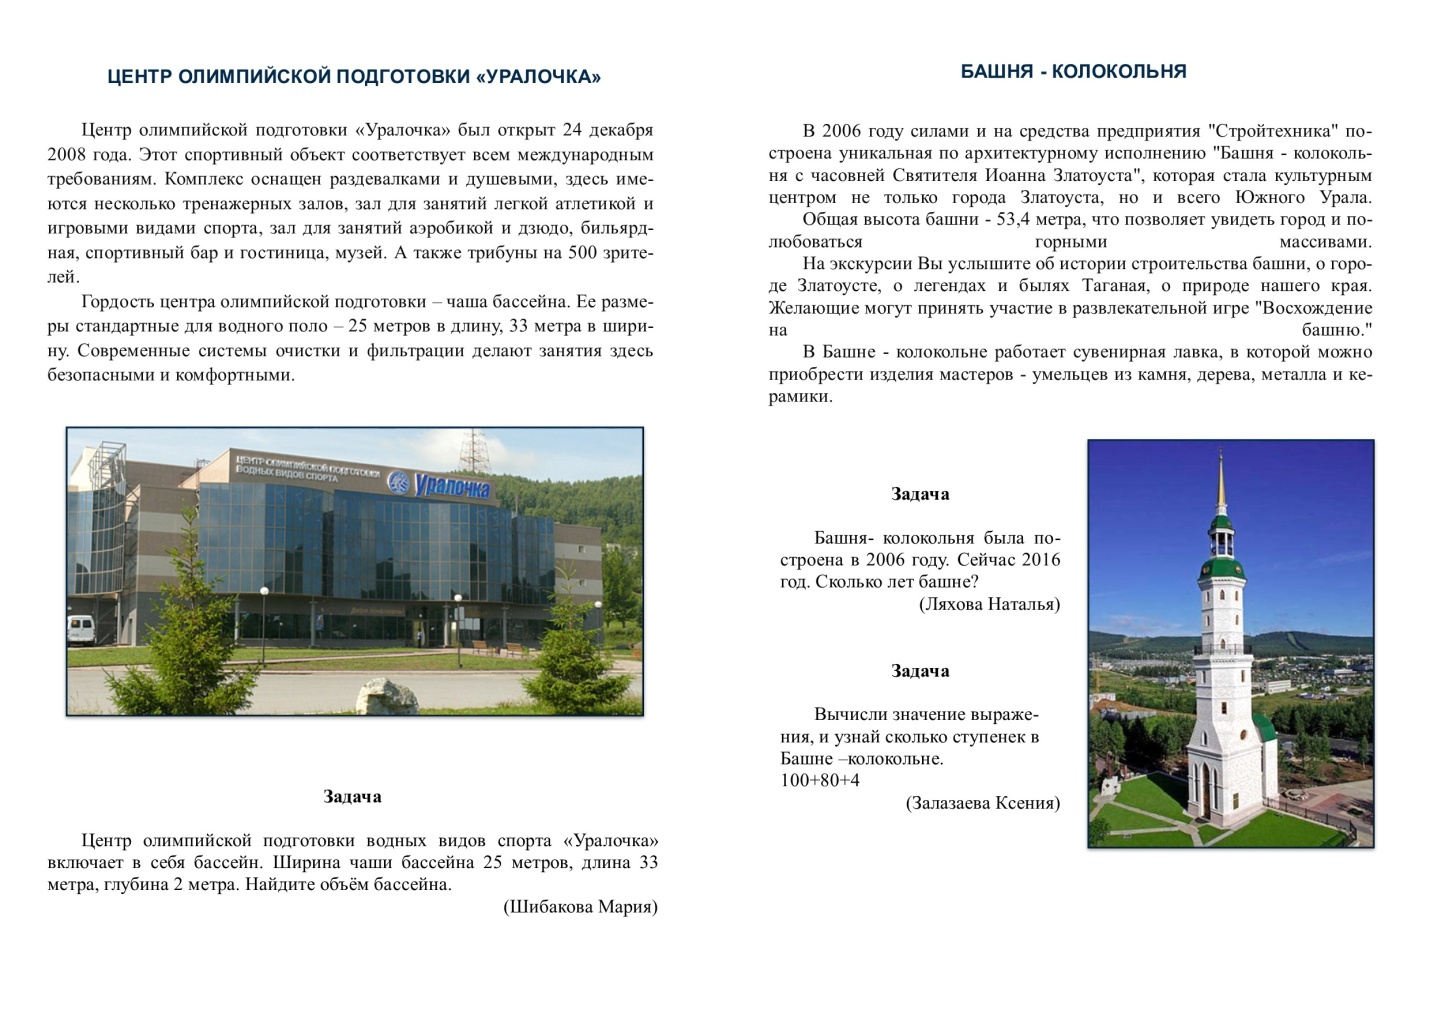 ЦЕНТР ОЛИМПИЙСКОЙ ПОДГОТОВКИ «УРАЛОЧКА»
Центр олимпийской подготовки «Уралочка» был открыт 24 декабря
2008 года. Этот спортивный объект соответствует всем международным
требованиям. Комплекс оснащен раздевалками и душевыми, здесь име-
ются несколько тренажерных залов, зал для занятий легкой атлетикой и
игровыми видами спорта, зал для занятий аэробикой и дзюдо, бильярд-
ная, спортивный бар и гостиница, музей. А также трибуны на 500 зрите-
лей.
Гордость центра олимпийской подготовки – чаша бассейна. Ее разме-
ры стандартные для водного поло – 25 метров в длину, 33 метра в шири-
ну. Современные системы очистки и фильтрации делают занятия здесь
безопасными и комфортными.
ЦЕНТР ОЛИМПИЙСКОЙ ПОДГОТОВКИ
ВОДНЫХ ВИДОВ СПОРТА
Уралочка
Задача
Центр олимпийской подготовки водных видов спорта «Уралочка»
включает в себя бассейн. Ширина чаши бассейна 25 метров, длина 33
метра, глубина 2 метра. Найдите объём бассейна.
(Шибакова Мария)
БАШНЯ - КОЛОКОЛЬНЯ
В 2006 году силами и на средства предприятия "Стройтехника" по-
строена уникальная по архитектурному исполнению "Башня - колоколь-
ня с часовней Святителя Иоанна Златоуста", которая стала культурным
центром не только города Златоуста, но и всего Южного Урала.
Общая высота башни - 53,4 метра, что позволяет увидеть город и по-
любоваться горными массивами.
На экскурсии Вы услышите об истории строительства башни, о горо-
де Златоусте, о легендах и былях Таганая, о природе нашего края.
Желающие могут принять участие в развлекательной игре "Восхождение
на башню."
В Башне - колокольне работает сувенирная лавка, в которой можно
приобрести изделия мастеров - умельцев из камня, дерева, металла и ке-
рамики.
Задача
Башня- колокольня была по-
строена в 2006 году. Сейчас 2016
год. Сколько лет башне?
(Ляхова Наталья)
Задача
Вычисли значение выраже-
ния, и узнай сколько ступенек в
Башне –колокольне.
100+80+4
(Залазаева Ксения)